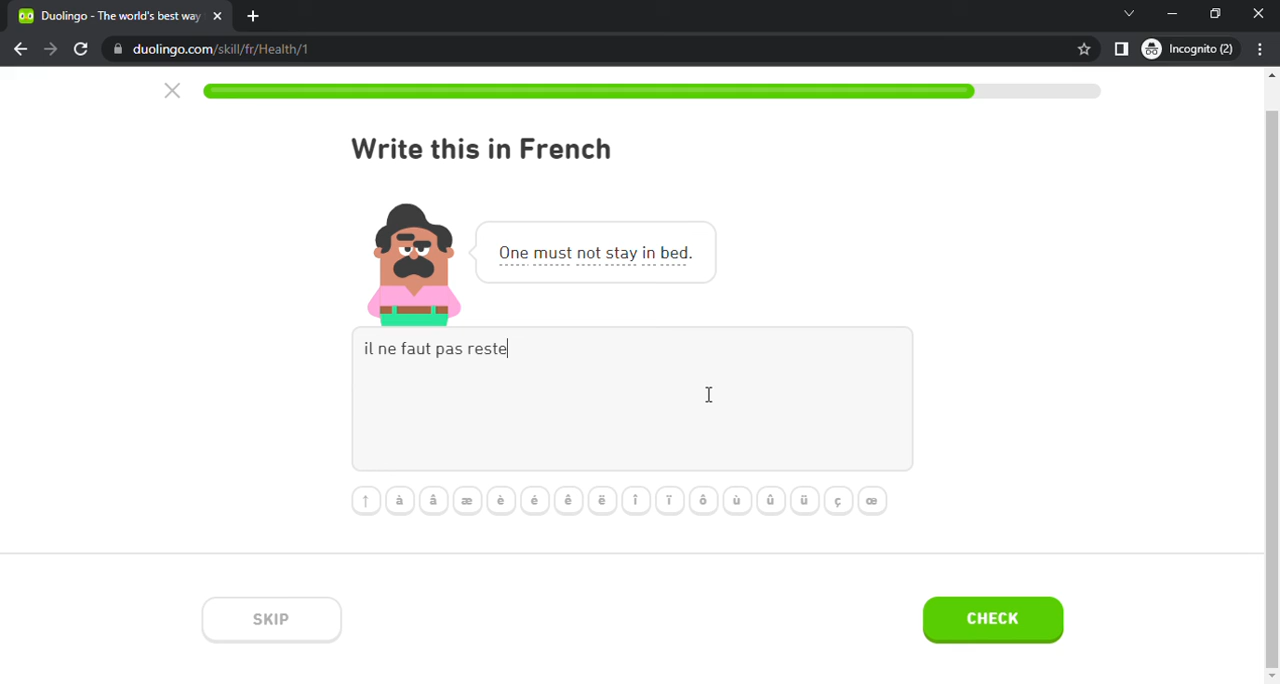 Duolingo - The world's best way
duolingo.com/skill/fr/Health/1
Incognito (2)
Write this in French
One must not stay in bed.
il ne faut pas reste
↑ à â æ è é ê ë î ï ô ù û ü ç œ
SKIP
CHECK